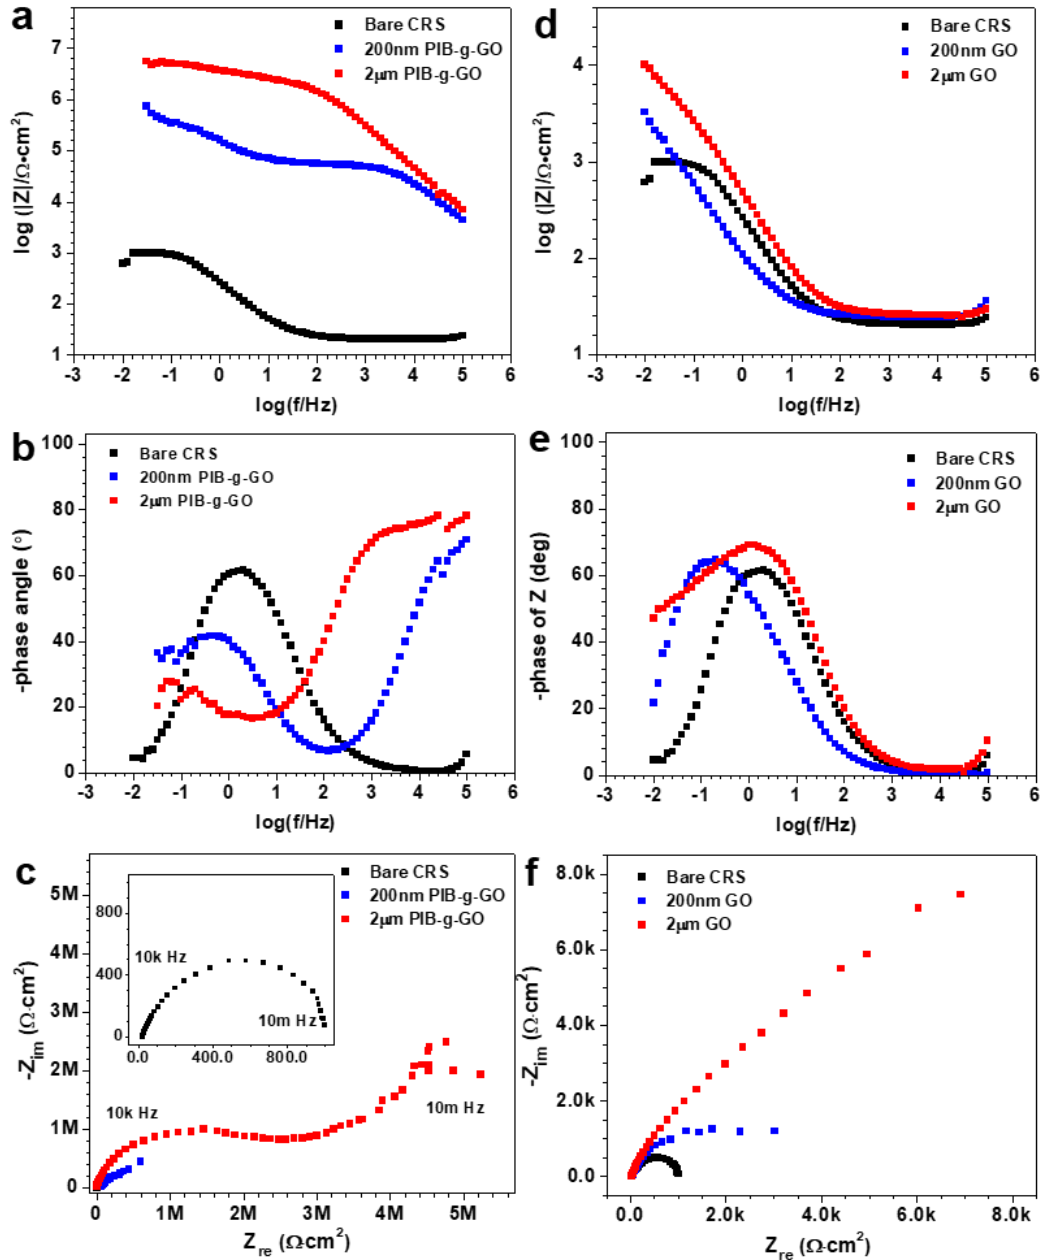 a
Bare CRS
200nm PIB-g-GO
2μm PIB-g-GO
7
6
5
4
3
2
1
log (|Z|/Ω•cm²)
-3 -2 -1 0 1 2 3 4 5 6
log(f/Hz)
d
Bare CRS
200nm GO
2μm GO
4
3
2
1
log (|Z|/Ω•cm²)
-3 -2 -1 0 1 2 3 4 5 6
log(f/Hz)
b
Bare CRS
200nm PIB-g-GO
2μm PIB-g-GO
100
80
60
40
20
0
-phase angle (°)
-3 -2 -1 0 1 2 3 4 5 6
log(f/Hz)
e
Bare CRS
200nm GO
2μm GO
100
80
60
40
20
0
-phase of Z (deg)
-3 -2 -1 0 1 2 3 4 5 6
log(f/Hz)
c
Bare CRS
200nm PIB-g-GO
2μm PIB-g-GO
5M
4M
3M
2M
1M
0
-Zim (Ω·cm²)
800
400
0
10k Hz
10m Hz
0.0 400.0 800.0
10k Hz
10m Hz
0 1M 2M 3M 4M 5M
Zre (Ω·cm²)
f
Bare CRS
200nm GO
2μm GO
8.0k
6.0k
4.0k
2.0k
0.0
-Zim (Ω·cm²)
0.0 2.0k 4.0k 6.0k 8.0k
Zre (Ω·cm²)